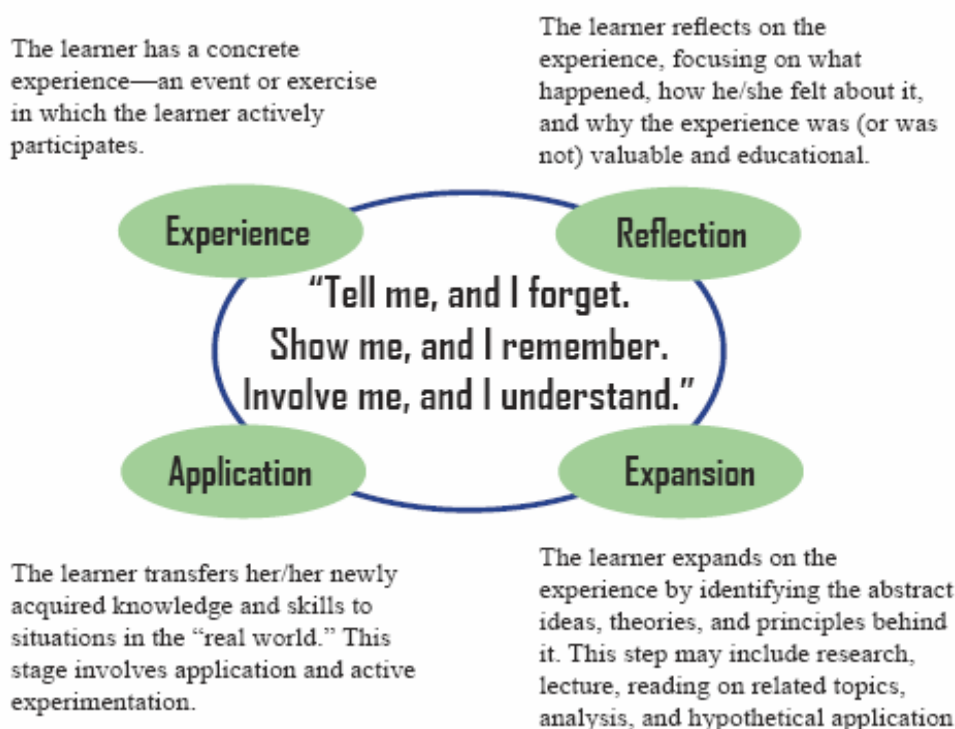 The learner has a concrete
experience—an event or exercise
in which the learner actively
participates.
The learner reflects on the
experience, focusing on what
happened, how he/she felt about it,
and why the experience was (or was
not) valuable and educational.
Experience
Reflection
“Tell me, and I forget.
Show me, and I remember.
Involve me, and I understand.”
Application
Expansion
The learner transfers her/her newly
acquired knowledge and skills to
situations in the “real world.” This
stage involves application and active
experimentation.
The learner expands on the
experience by identifying the abstract
ideas, theories, and principles behind
it. This step may include research,
lecture, reading on related topics,
analysis, and hypothetical application